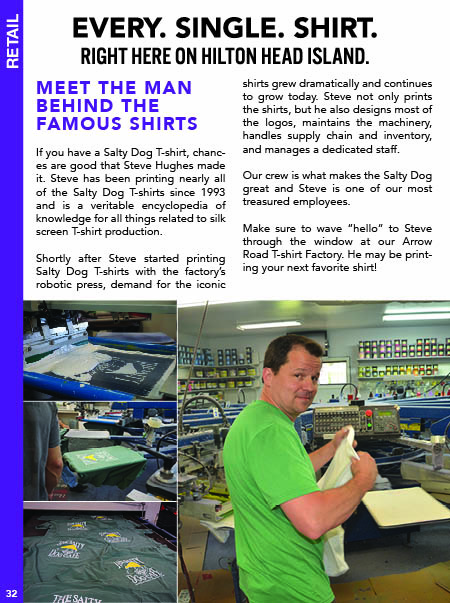 RETAIL
EVERY. SINGLE. SHIRT.
RIGHT HERE ON HILTON HEAD ISLAND.
MEET THE MAN
BEHIND THE
FAMOUS SHIRTS
If you have a Salty Dog T-shirt, chanc-
es are good that Steve Hughes made
it. Steve has been printing nearly all
of the Salty Dog T-shirts since 1993
and is a veritable encyclopedia of
knowledge for all things related to silk
screen T-shirt production.
Shortly after Steve started printing
Salty Dog T-shirts with the factory’s
robotic press, demand for the iconic
shirts grew dramatically and continues
to grow today. Steve not only prints
the shirts, but he also designs most of
the logos, maintains the machinery,
handles supply chain and inventory,
and manages a dedicated staff.
Our crew is what makes the Salty Dog
great and Steve is one of our most
treasured employees.
Make sure to wave “hello” to Steve
through the window at our Arrow
Road T-shirt Factory. He may be print-
ing your next favorite shirt!
THE SALTY
DOG CAFE
THE SALTY
32